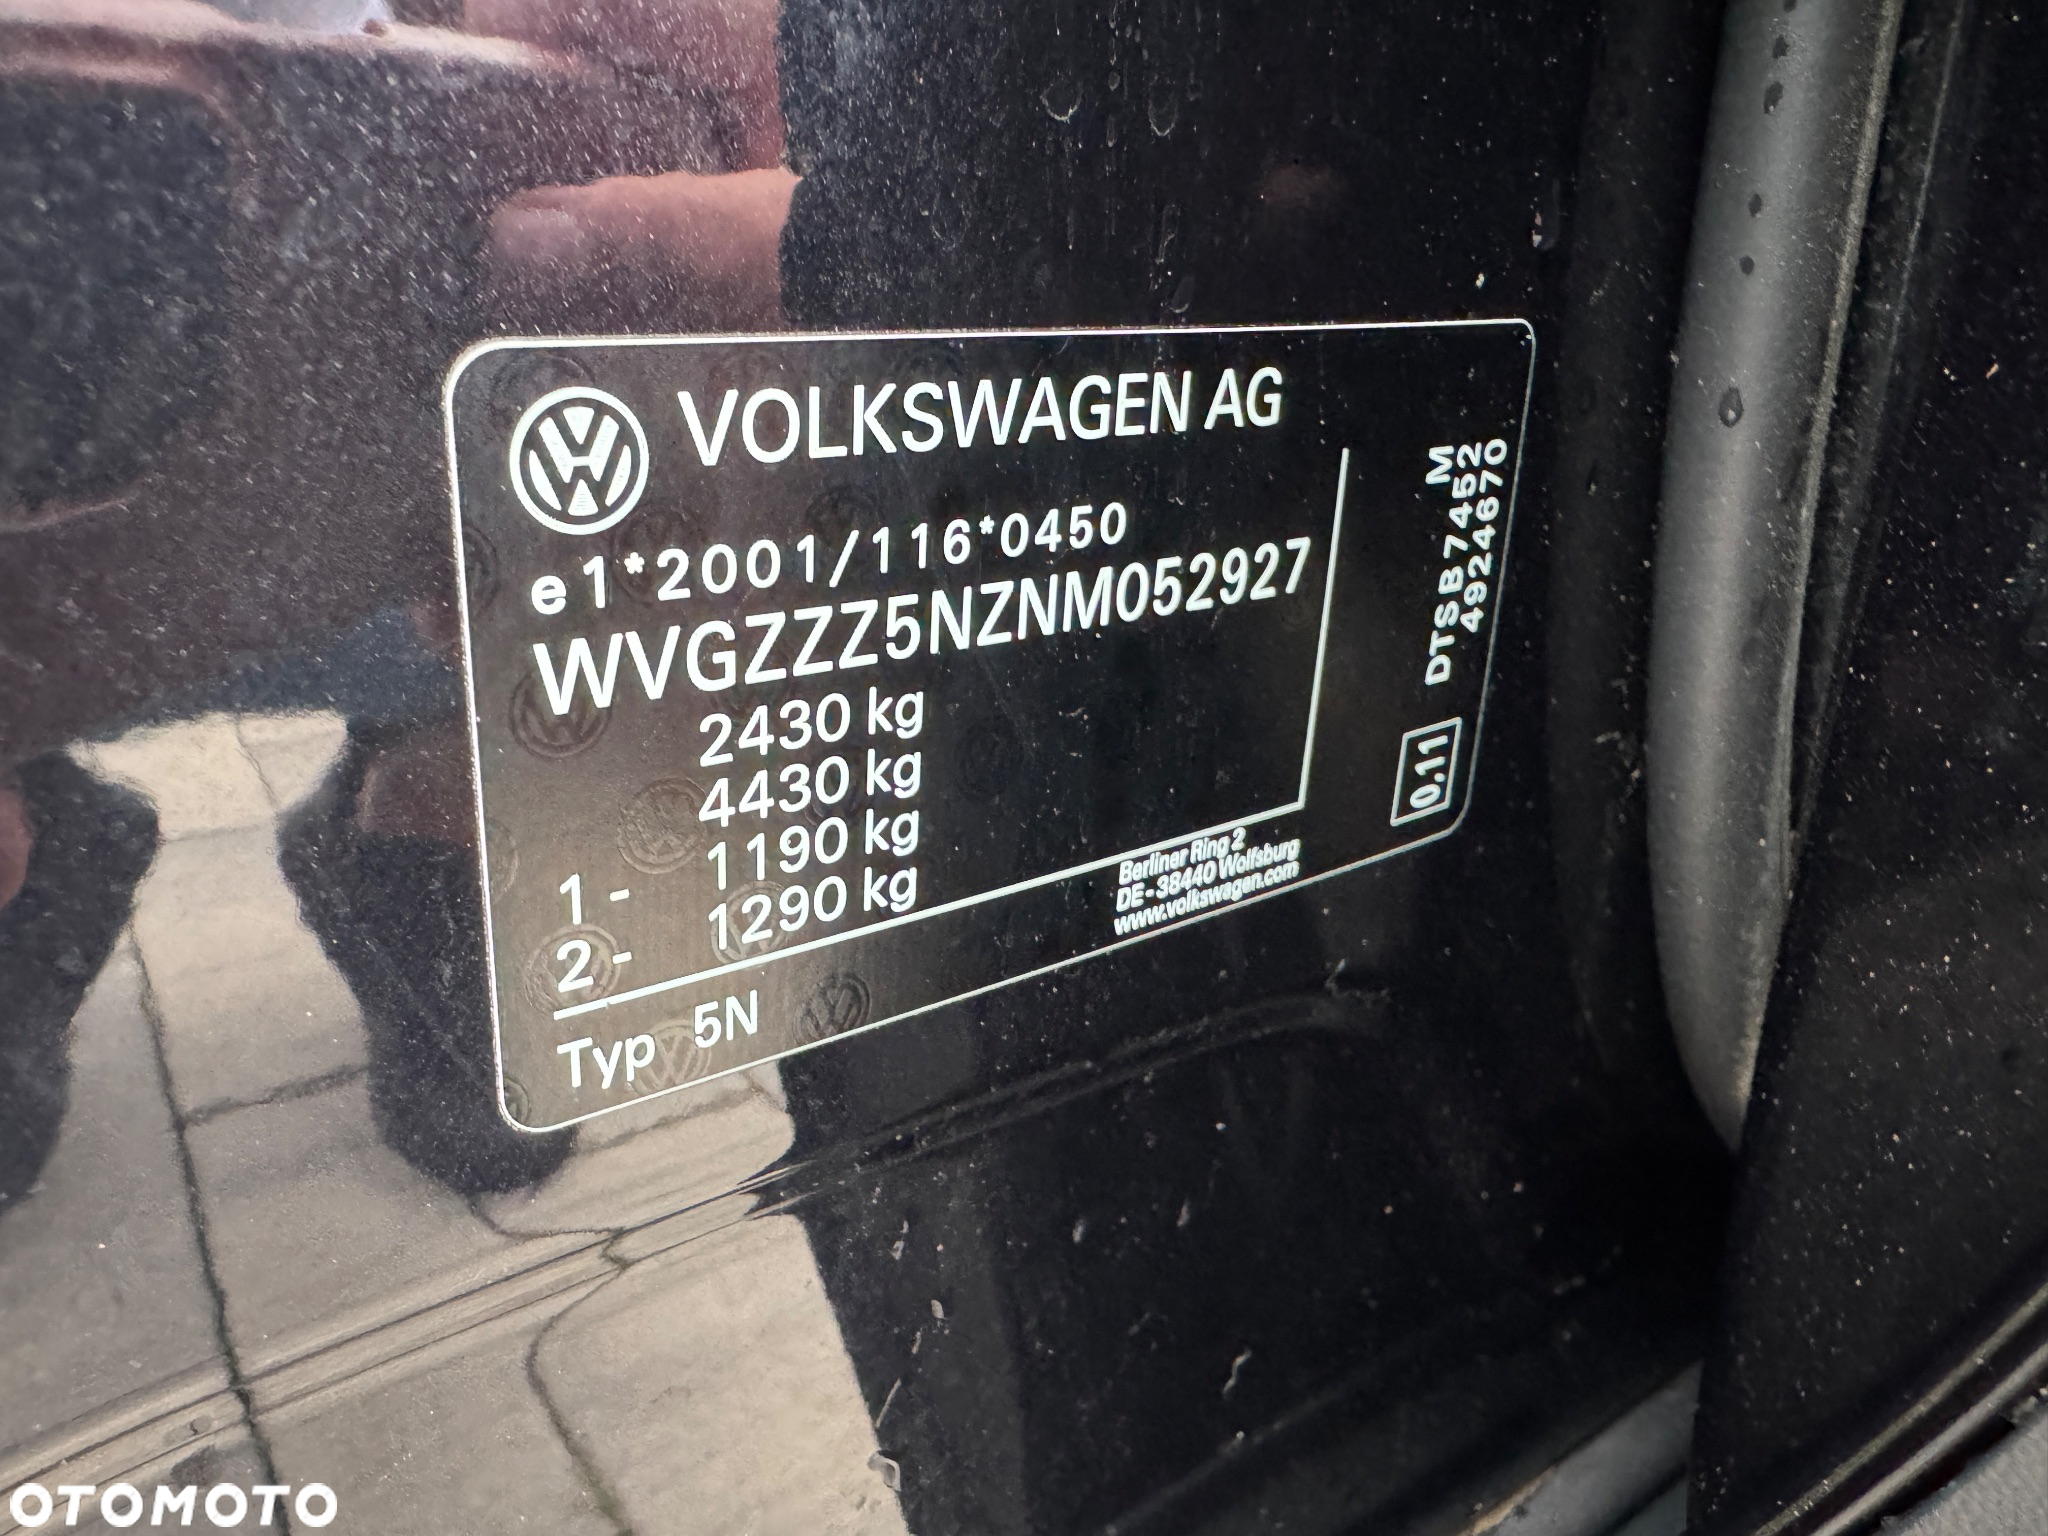 VOLKSWAGEN AG
e1*2001/116*0450
WVGZZZ5NZNM052927
2430 kg
4430 kg
1 - 1190 kg
2 - 1290 kg
Typ 5N
Berliner Ring 2
DE - 38440 Wolfsburg
www.volkswagen.com
M
DTSB7452
4924670
0.11
OTOMOTO